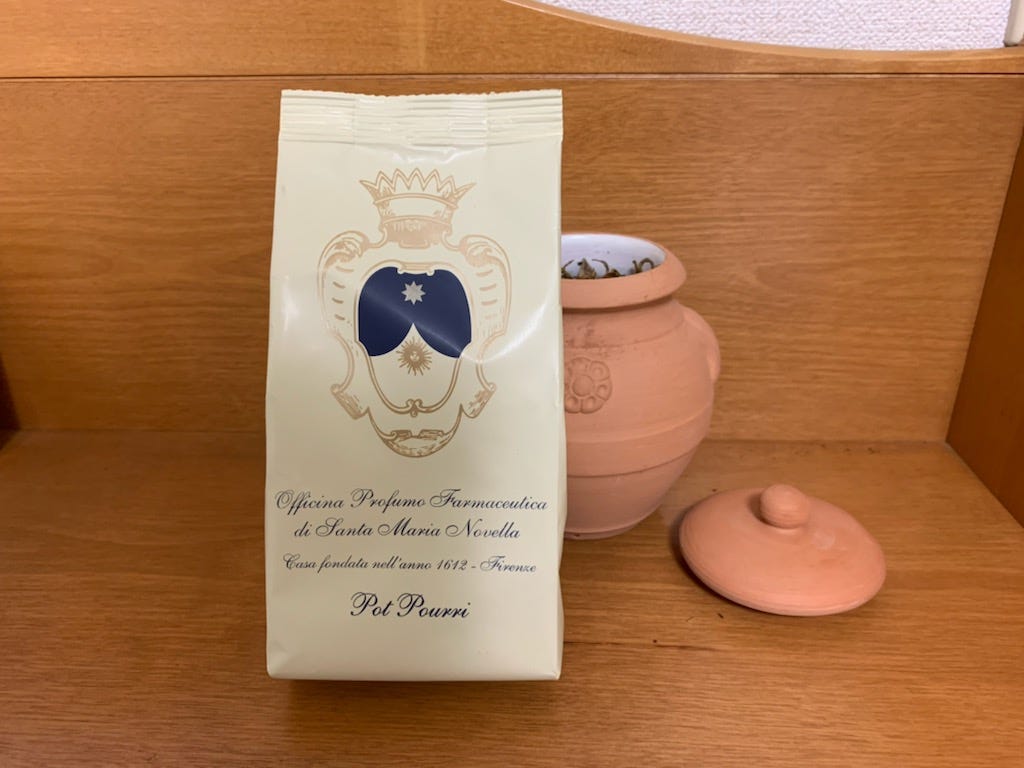 Officina Profumo Farmaceutica
di Santa Maria Novella
Casa fondata nell'anno 1612 - Firenze
Pot Pourri